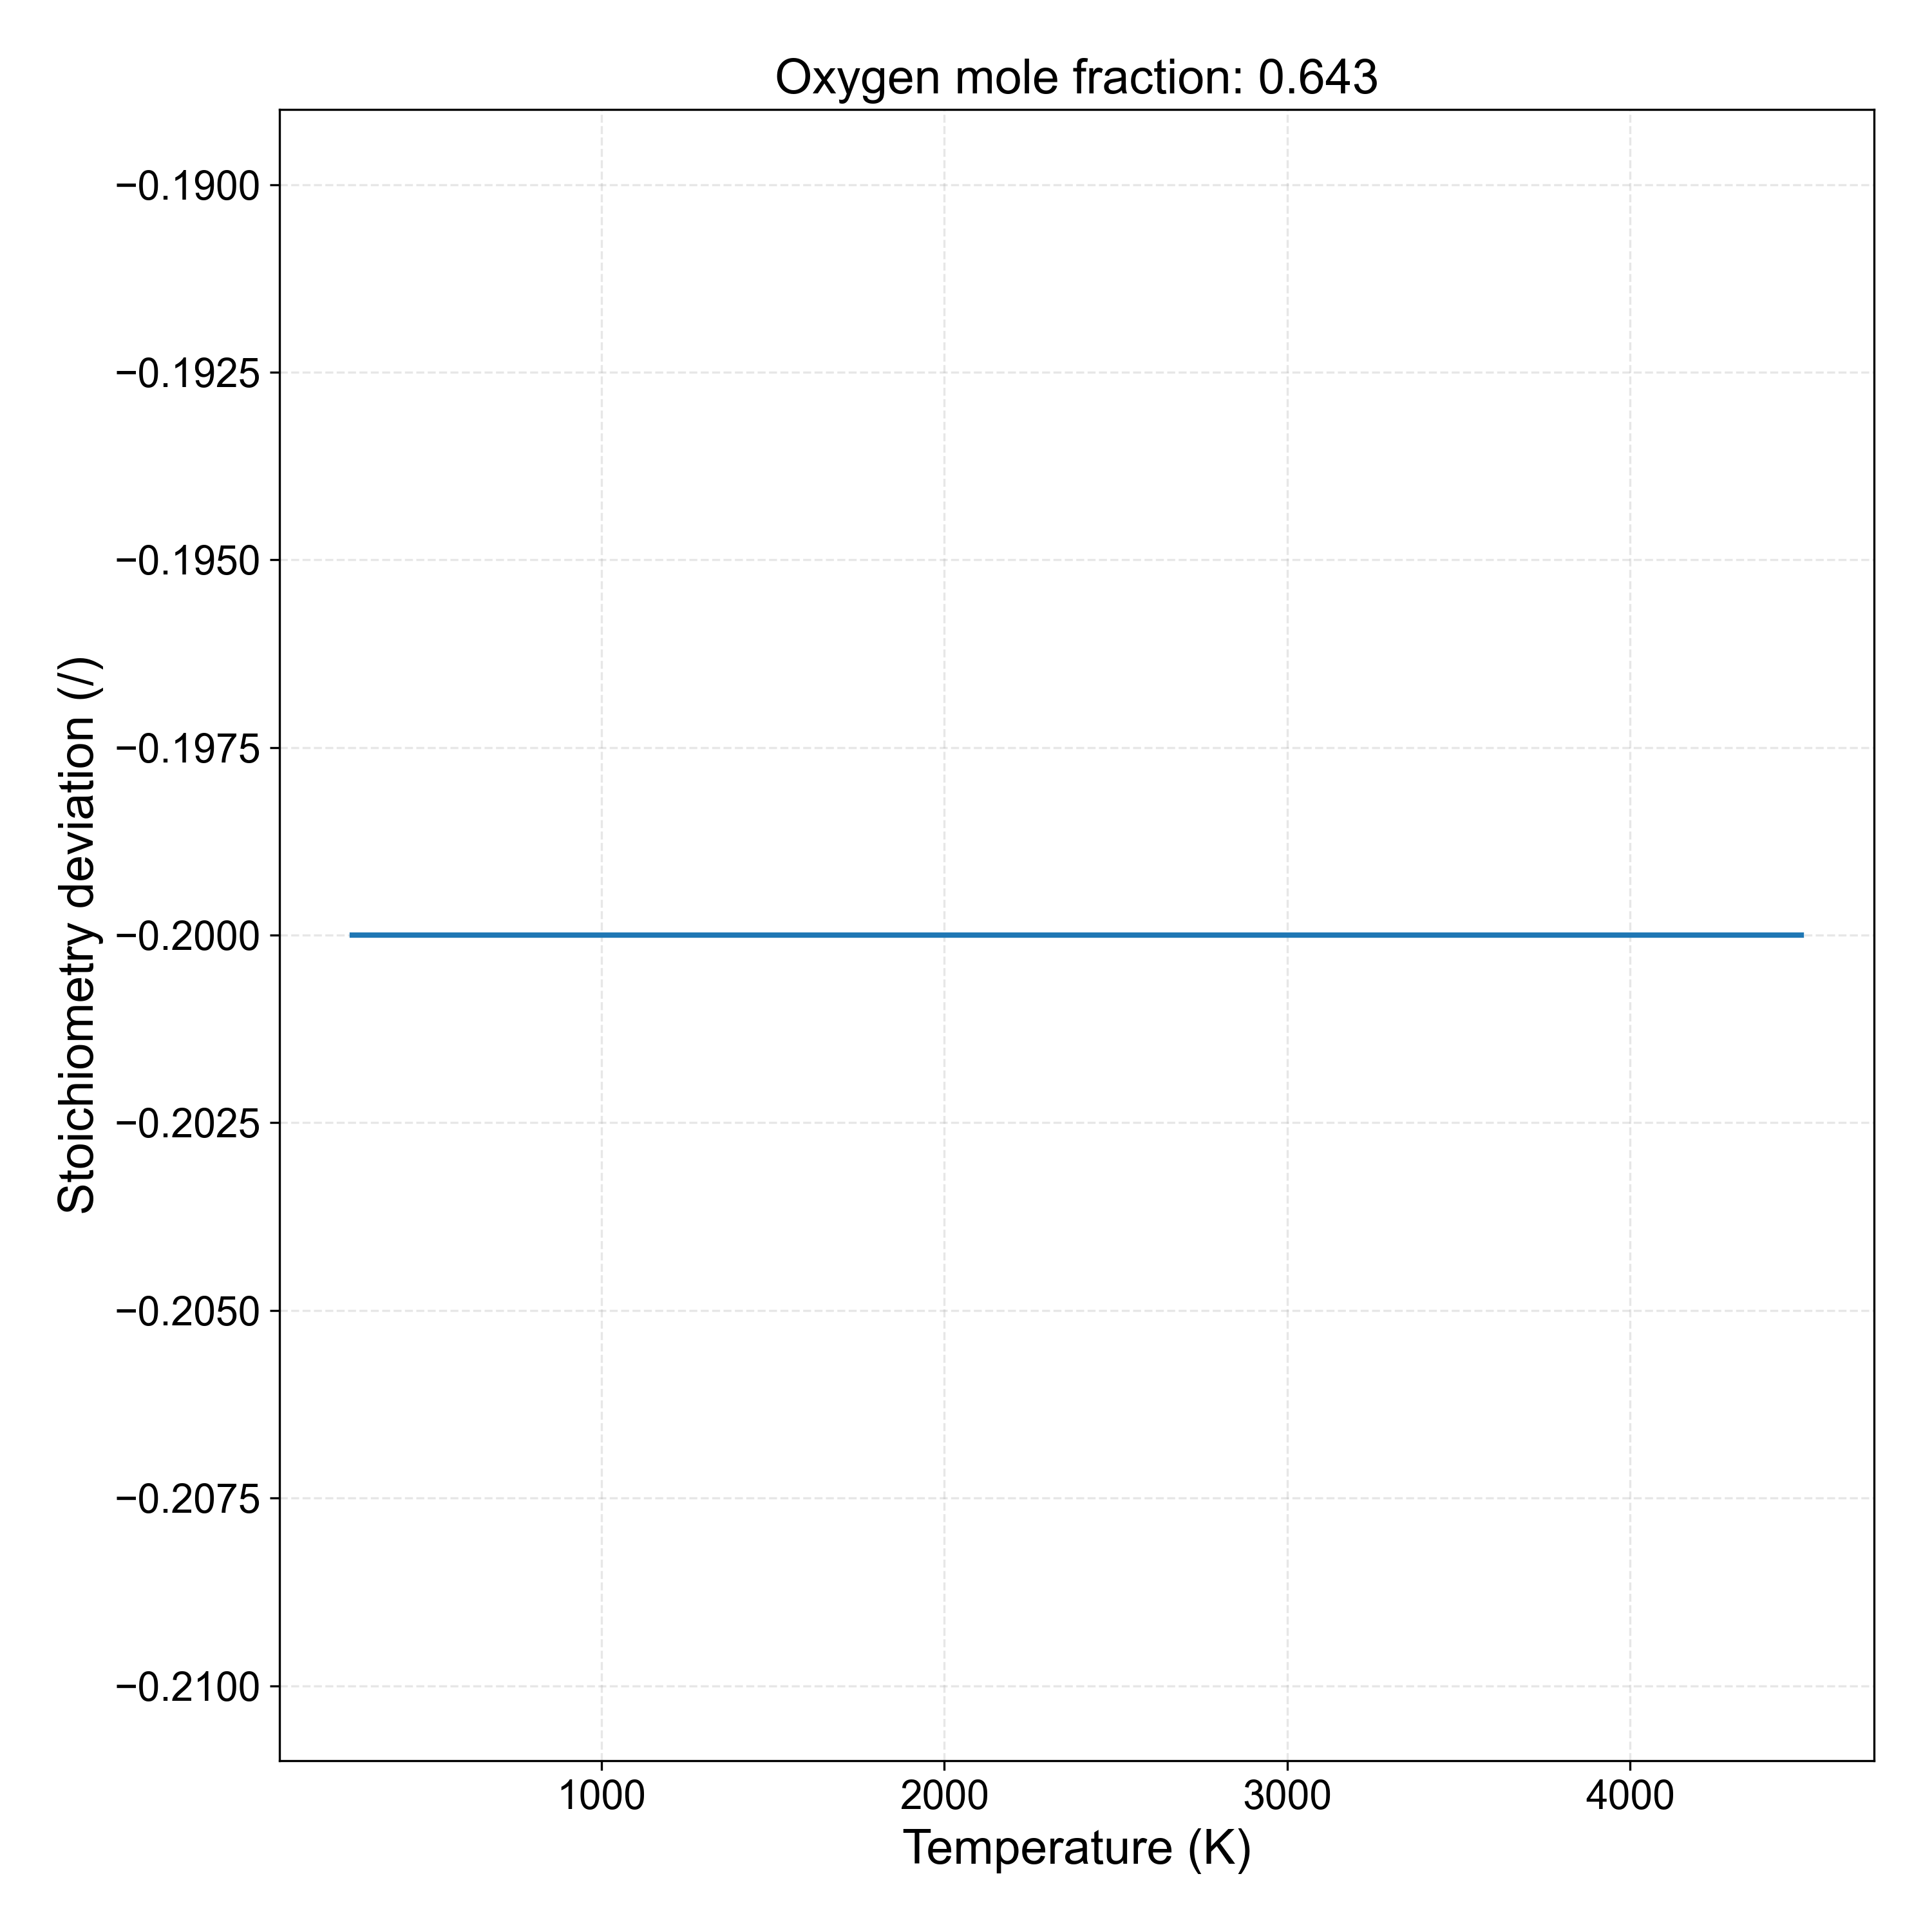 Oxygen mole fraction: 0.643
−0.1900
−0.1925
−0.1950
−0.1975
−0.2000
−0.2025
−0.2050
−0.2075
−0.2100
Stoichiometry deviation (/)
1000 2000 3000 4000
Temperature (K)